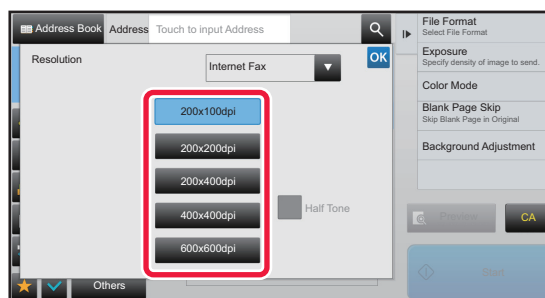 Address Book
Address
Touch to input Address
File Format
Select File Format
Resolution
Internet Fax
OK
Exposure
Specify density of image to send.
Color Mode
200x100dpi
Blank Page Skip
Skip Blank Page in Original
200x200dpi
Background Adjustment
200x400dpi
400x400dpi
Half Tone
Preview
CA
600x600dpi
Start
Others